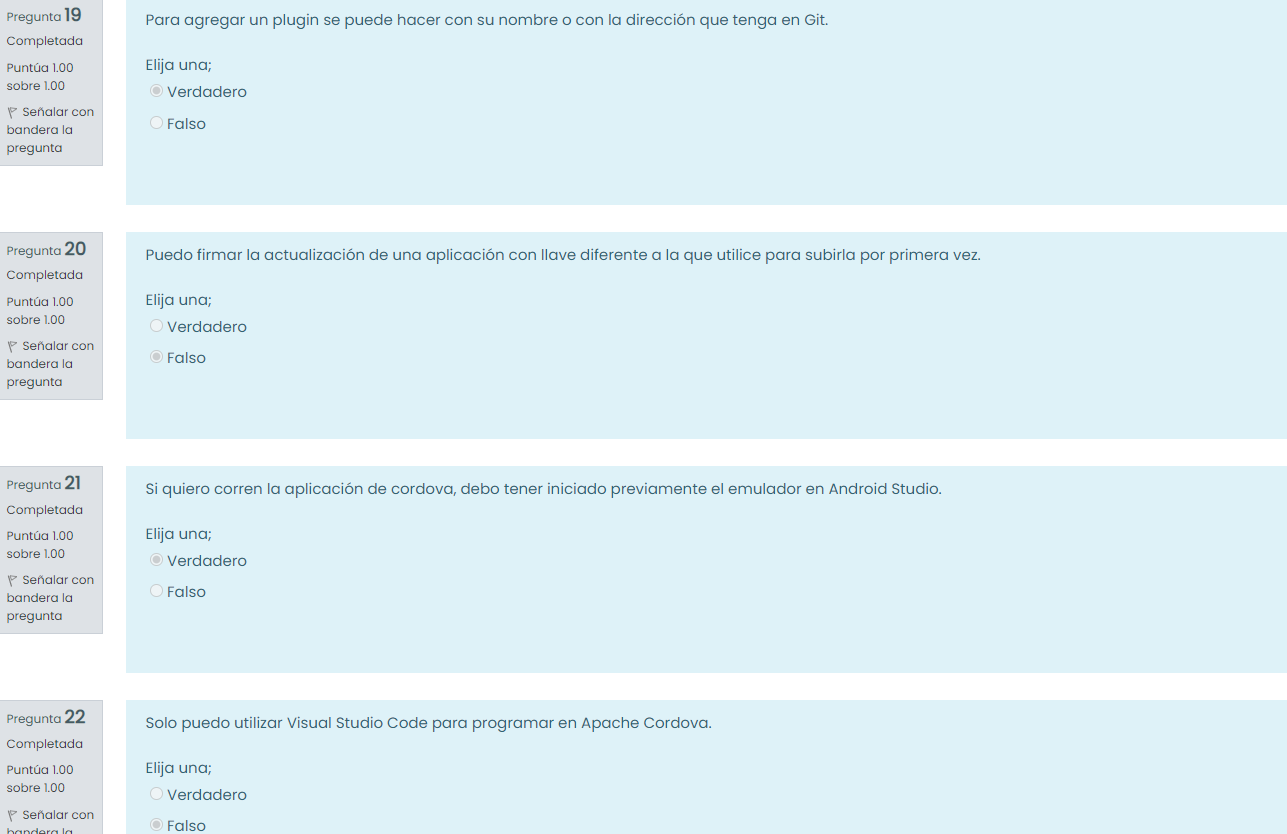 Pregunta 19
Completada
Puntúa 1.00
sobre 1.00
Señalar con
bandera la
pregunta
Para agregar un plugin se puede hacer con su nombre o con la dirección que tenga en Git.
Elija una;
Verdadero
Falso
Pregunta 20
Completada
Puntúa 1.00
sobre 1.00
Señalar con
bandera la
pregunta
Puedo firmar la actualización de una aplicación con llave diferente a la que utilice para subirla por primera vez.
Elija una;
Verdadero
Falso
Pregunta 21
Completada
Puntúa 1.00
sobre 1.00
Señalar con
bandera la
pregunta
Si quiero corren la aplicación de cordova, debo tener iniciado previamente el emulador en Android Studio.
Elija una;
Verdadero
Falso
Pregunta 22
Completada
Puntúa 1.00
sobre 1.00
Señalar con
bandera la
Solo puedo utilizar Visual Studio Code para programar en Apache Cordova.
Elija una;
Verdadero
Falso